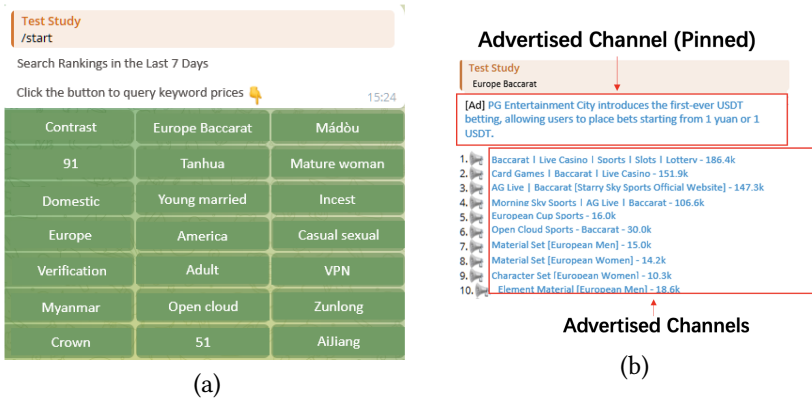 Test Study
/start
Search Rankings in the Last 7 Days
Click the button to query keyword prices
15:24
Contrast Europe Baccarat Mádòu
91 Tanhua Mature woman
Domestic Young married Incest
Europe America Casual sexual
Verification Adult VPN
Myanmar Open cloud Zunlong
Crown 51 AiJiang
(a)
Advertised Channel (Pinned)
Test Study
Europe Baccarat
[Ad] PG Entertainment City introduces the first-ever USDT
betting, allowing users to place bets starting from 1 yuan or 1
USDT.
1. Baccarat | Live Casino | Sports | Slots | Lottery - 186.4k
2. Card Games | Baccarat | Live Casino - 151.9k
3. AG Live | Baccarat [Starry Sky Sports Official Website] - 147.3k
4. Morning Sky Sports | AG Live | Baccarat - 106.6k
5. European Cup Sports - 16.0k
6. Open Cloud Sports - Baccarat - 30.0k
7. Material Set [European Men] - 15.0k
8. Material Set [European Women] - 14.2k
9. Character Set [European Women] - 10.3k
10. Element Material [European Men] - 18.6k
Advertised Channels
(b)